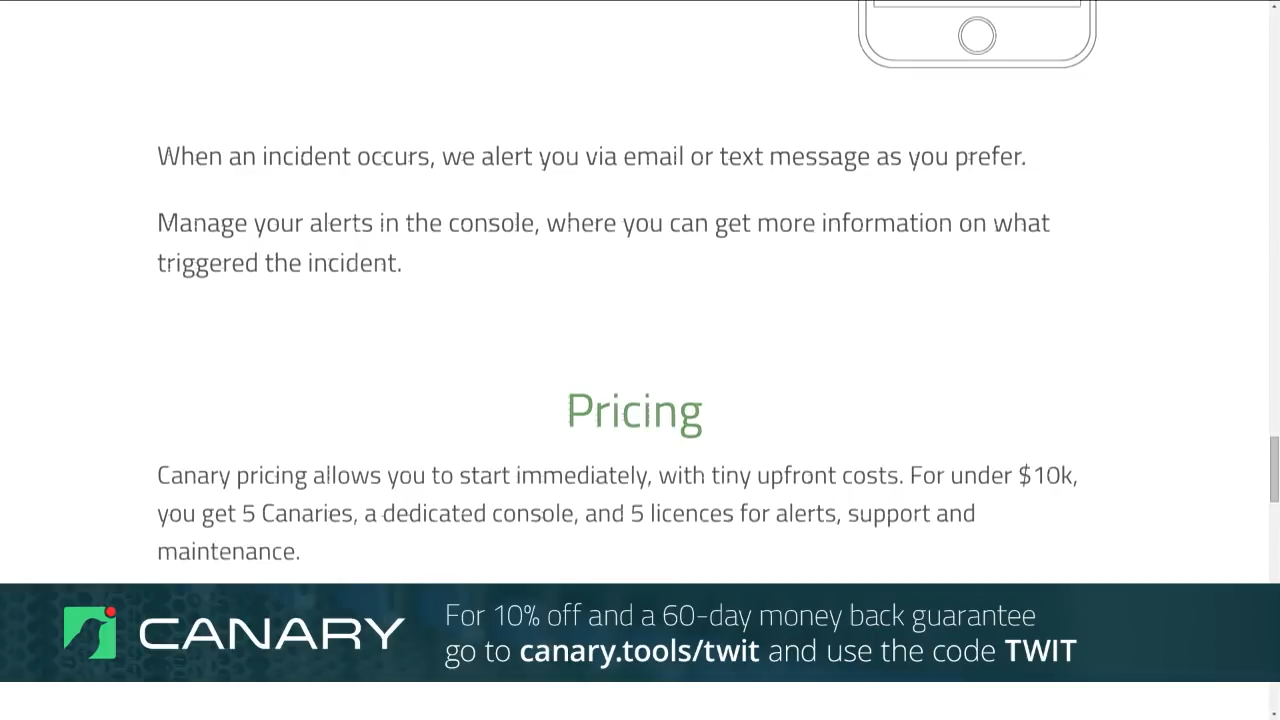 When an incident occurs, we alert you via email or text message as you prefer.
Manage your alerts in the console, where you can get more information on what
triggered the incident.
Pricing
Canary pricing allows you to start immediately, with tiny upfront costs. For under $10k,
you get 5 Canaries, a dedicated console, and 5 licences for alerts, support and
maintenance.
CANARY
For 10% off and a 60-day money back guarantee
go to canary.tools/twit and use the code TWIT